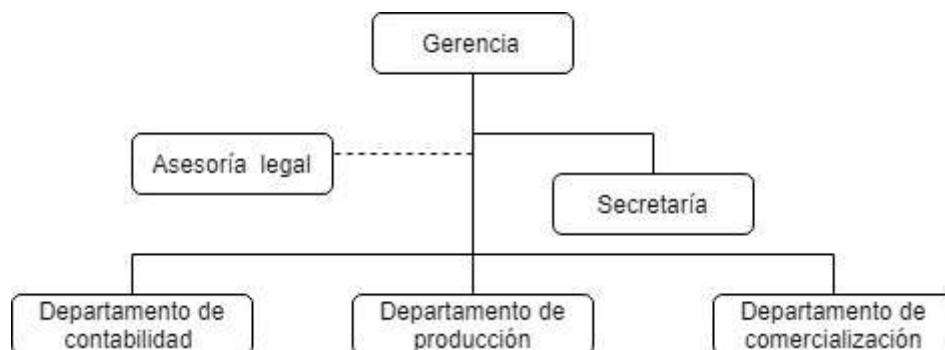 Gerencia
Asesoría legal
Secretaría
Departamento de
contabilidad
Departamento de
producción
Departamento de
comercialización